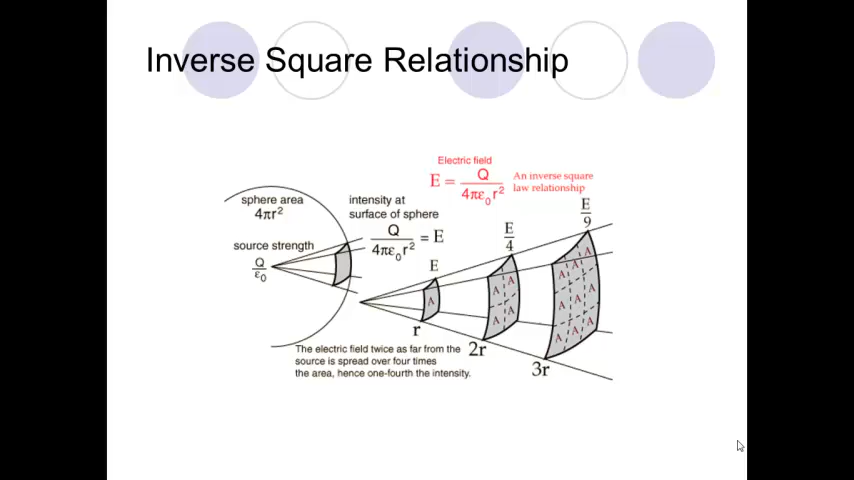 Inverse Square Relationship
Electric field
E = Q / 4πε₀r²
An inverse square
law relationship
sphere area
4πr²
intensity at
surface of sphere
Q / 4πε₀r² = E
source strength
Q / ε₀
E
E / 4
E / 9
A
A A
A A
A A
A A A
A A A
A A A
r
2r
3r
The electric field twice as far from the
source is spread over four times
the area, hence one-fourth the intensity.